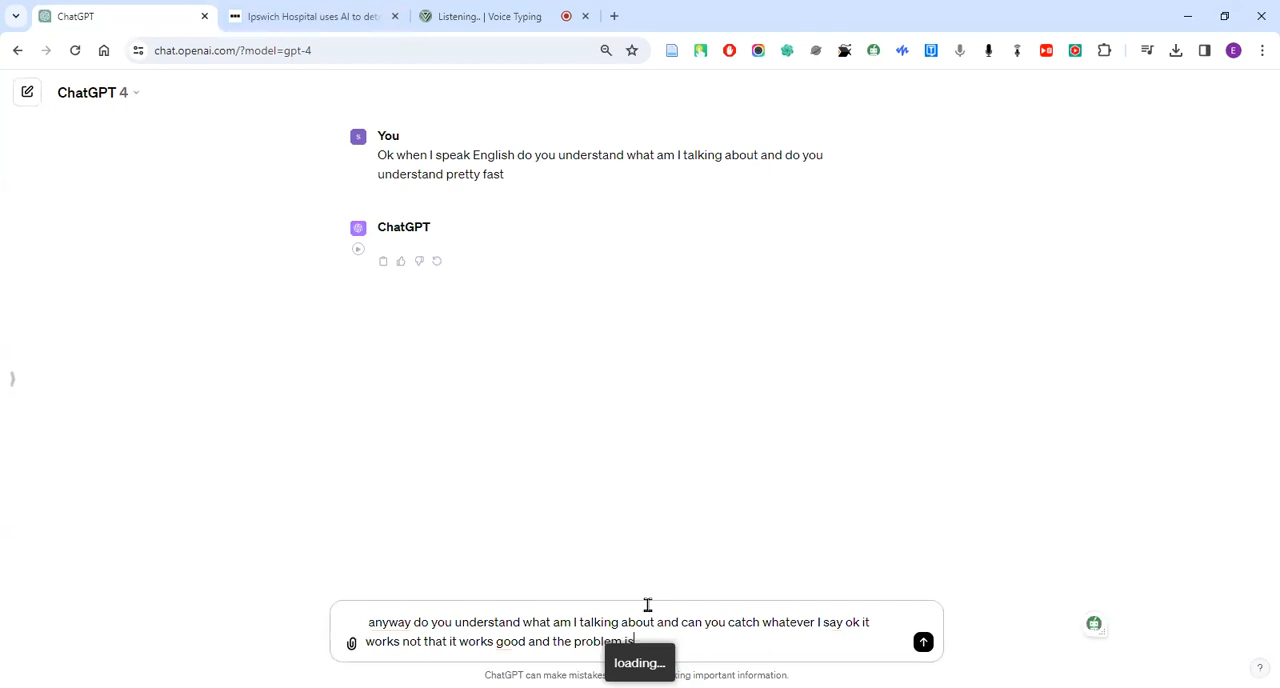 ChatGPT
Ipswich Hospital uses AI to det
Listening.. | Voice Typing
chat.openai.com/?model=gpt-4
E
ChatGPT 4
S
You
Ok when I speak English do you understand what am I talking about and do you
understand pretty fast
ChatGPT
anyway do you understand what am I talking about and can you catch whatever I say ok it
works not that it works good and the problem is
loading...
ChatGPT can make mistakes king important information.
?